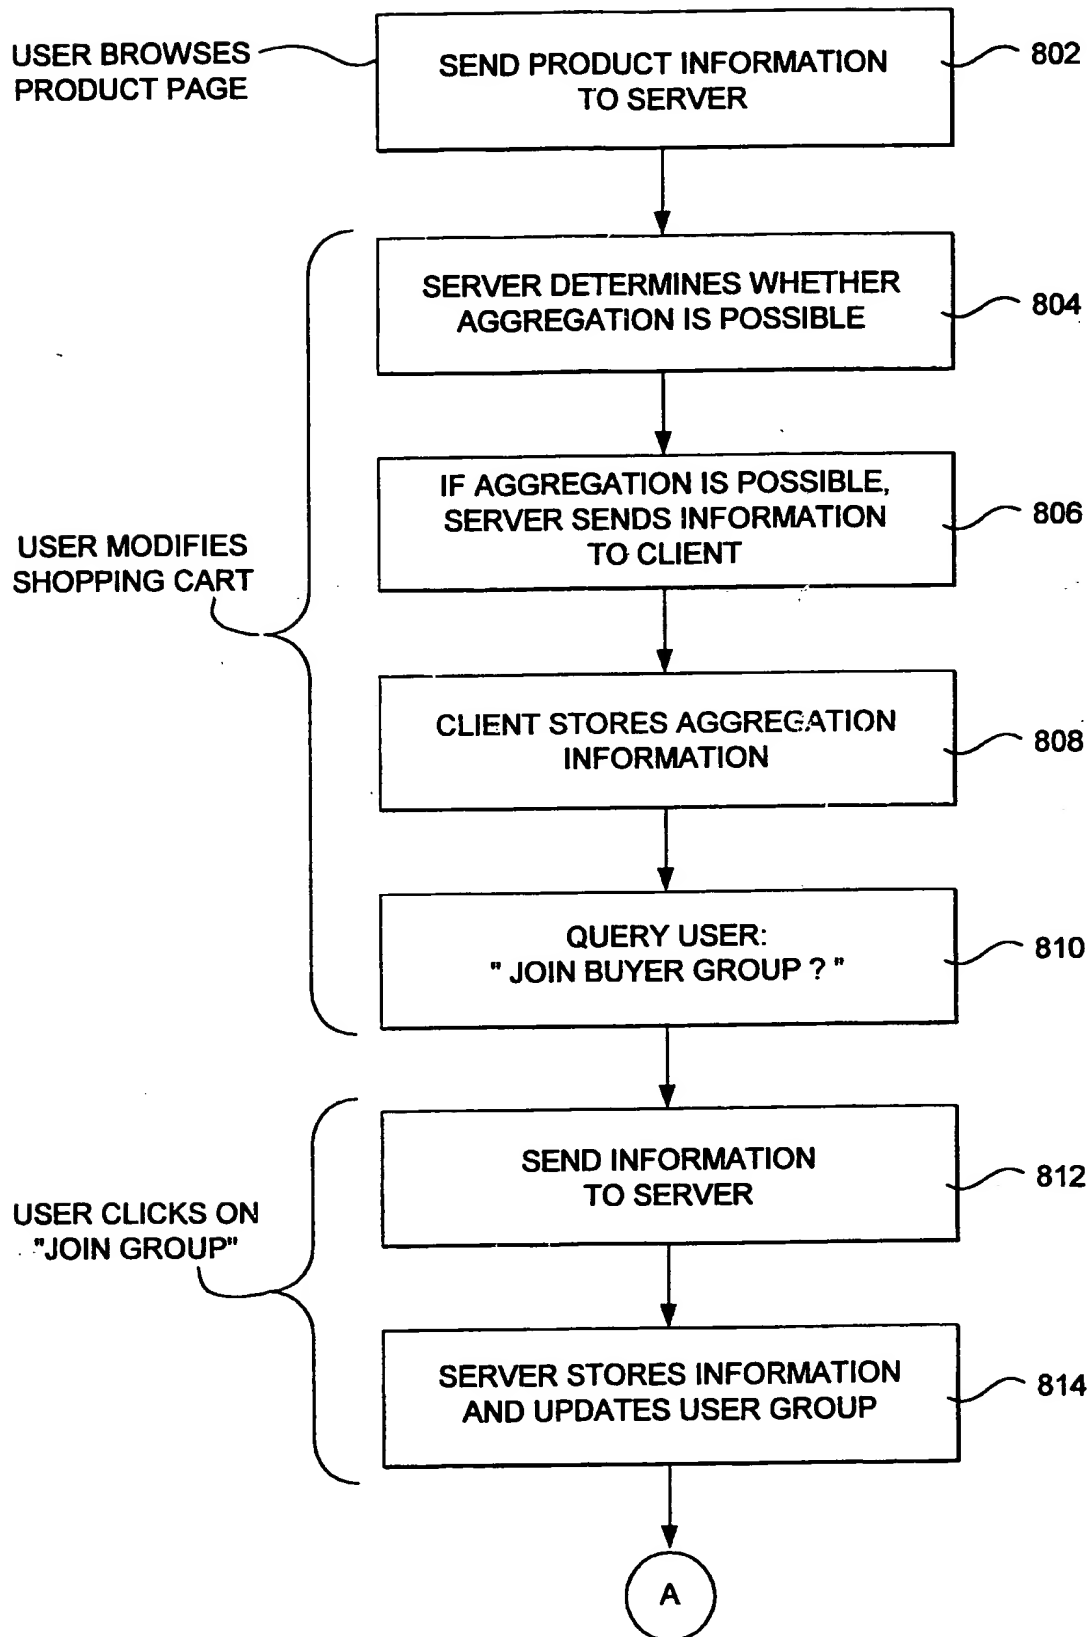 USER BROWSES
PRODUCT PAGE
SEND PRODUCT INFORMATION
TO SERVER
802
SERVER DETERMINES WHETHER
AGGREGATION IS POSSIBLE
804
IF AGGREGATION IS POSSIBLE,
SERVER SENDS INFORMATION
TO CLIENT
806
USER MODIFIES
SHOPPING CART
CLIENT STORES AGGREGATION
INFORMATION
808
QUERY USER:
" JOIN BUYER GROUP ? "
810
SEND INFORMATION
TO SERVER
812
USER CLICKS ON
"JOIN GROUP"
SERVER STORES INFORMATION
AND UPDATES USER GROUP
814
A